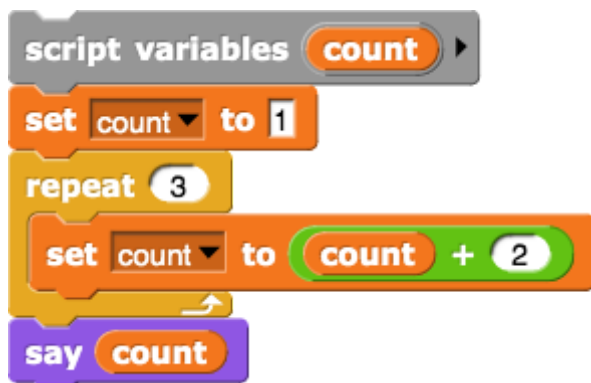 script variables count
set count to 1
repeat 3
set count to count + 2
say count